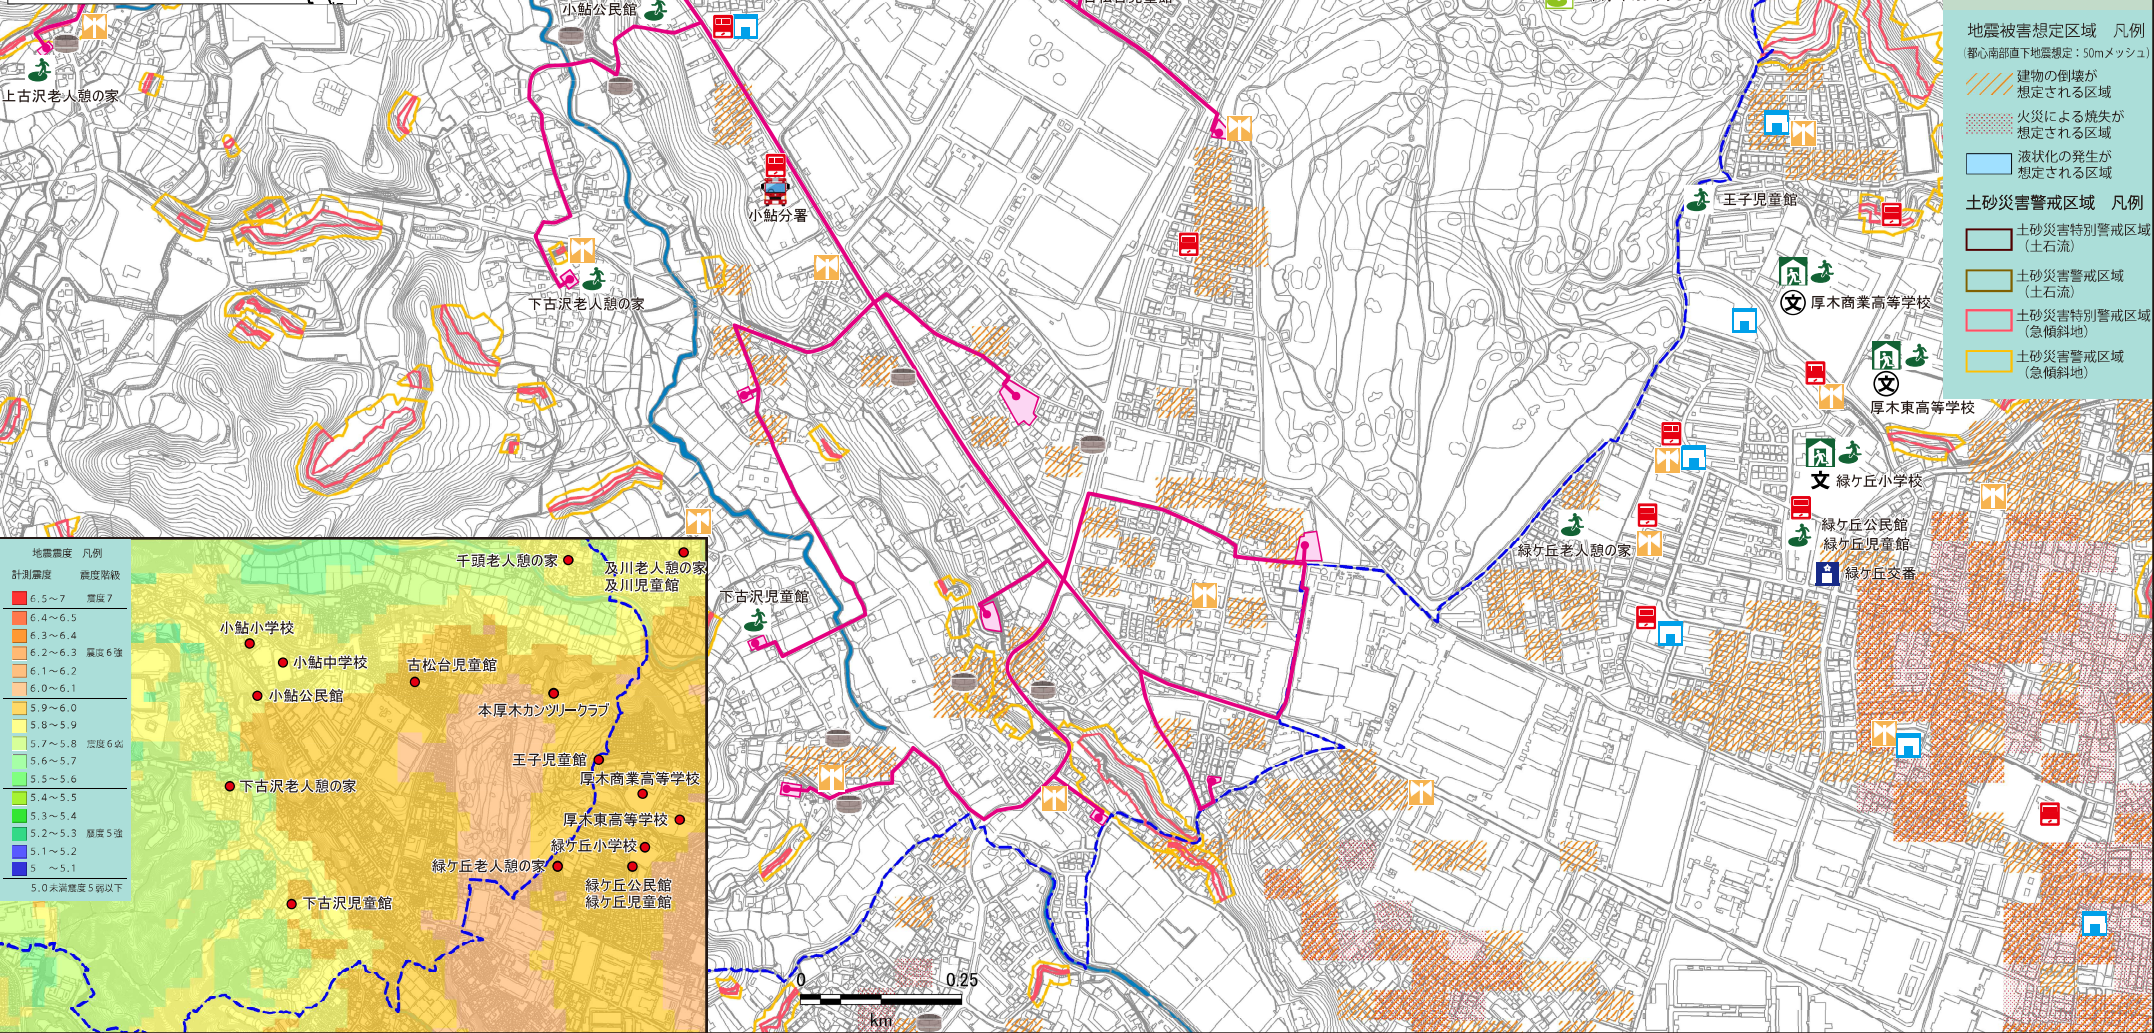 小鮎公民館
上古沢老人憩の家
小鮎分署
下古沢老人憩の家
王子児童館
文
厚木商業高等学校
文
厚木東高等学校
文
緑ケ丘小学校
緑ケ丘公民館
緑ケ丘児童館
緑ケ丘老人憩の家
緑ケ丘交番
下古沢児童館
0 0.25
km
地震被害想定区域 凡例
(都心南部直下地震想定:50mメッシュ)
建物の倒壊が
想定される区域
火災による焼失が
想定される区域
液状化の発生が
想定される区域
土砂災害警戒区域 凡例
土砂災害特別警戒区域
(土石流)
土砂災害警戒区域
(土石流)
土砂災害特別警戒区域
(急傾斜地)
土砂災害警戒区域
(急傾斜地)
地震震度 凡例
計測震度 震度階級
6.5~7 震度7
6.4~6.5
6.3~6.4
6.2~6.3 震度6強
6.1~6.2
6.0~6.1
5.9~6.0
5.8~5.9
5.7~5.8 震度6弱
5.6~5.7
5.5~5.6
5.4~5.5
5.3~5.4
5.2~5.3 震度5強
5.1~5.2
5 ~5.1
5.0未満震度5弱以下
千頭老人憩の家
及川老人憩の家
及川児童館
小鮎小学校
小鮎中学校
古松台児童館
小鮎公民館
本厚木カンツリークラブ
王子児童館
厚木商業高等学校
下古沢老人憩の家
厚木東高等学校
緑ケ丘小学校
緑ケ丘老人憩の家
緑ケ丘公民館
緑ケ丘児童館
下古沢児童館